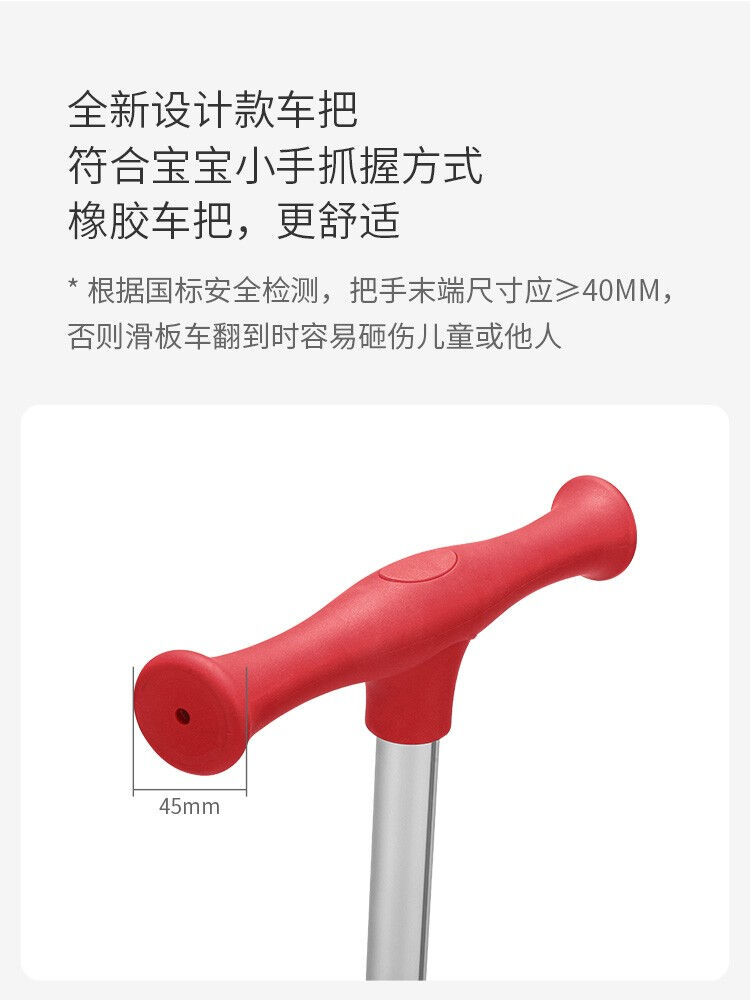 全新设计款车把
符合宝宝小手抓握方式
橡胶车把，更舒适
* 根据国标安全检测，把手末端尺寸应≥40MM，
否则滑板车翻到时容易砸伤儿童或他人
45mm